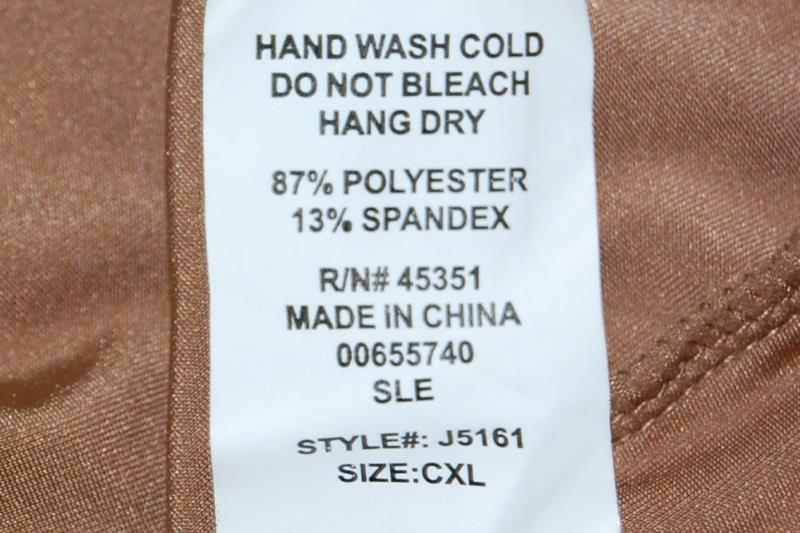 HAND WASH COLD
DO NOT BLEACH
HANG DRY
87% POLYESTER
13% SPANDEX
R/N# 45351
MADE IN CHINA
00655740
SLE
STYLE#: J5161
SIZE:CXL